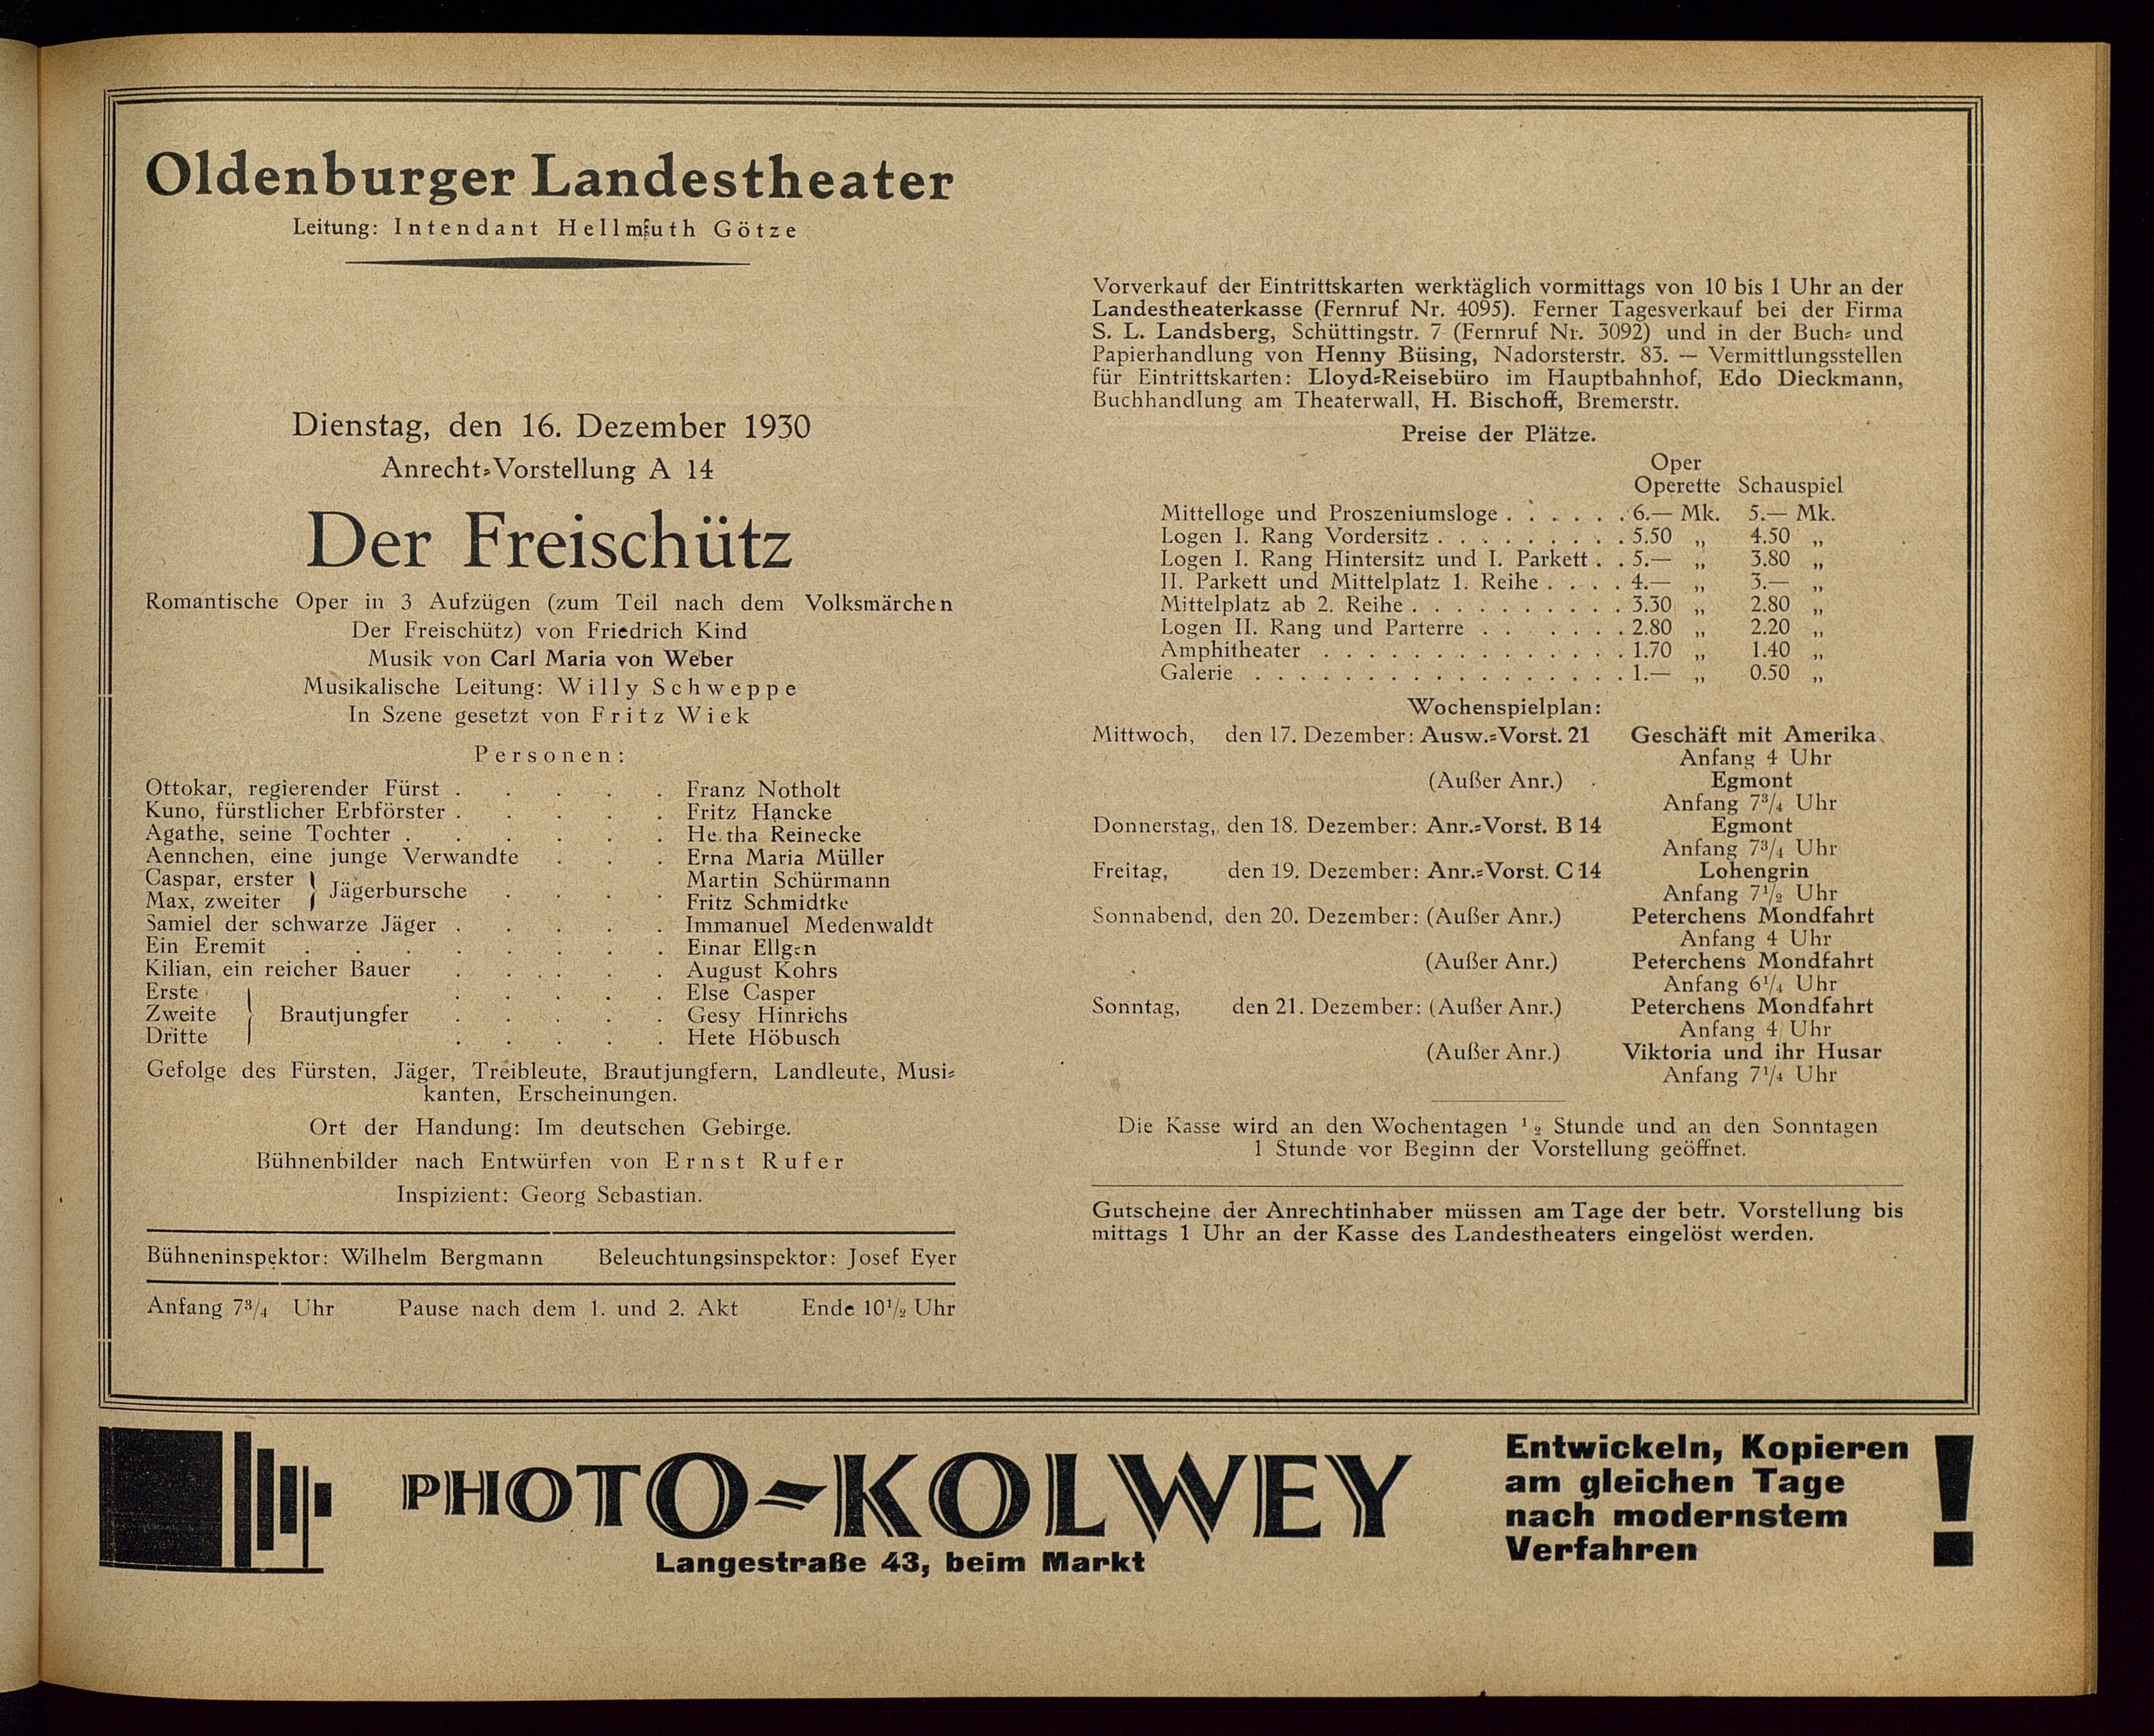 Oldenburger Landestheater
Leitung: Intendant Hellmuth Götze
Dienstag, den 16. Dezember 1930
Anrecht-Vorstellung A 14
Der Freischütz
Romantische Oper in 3 Aufzügen (zum Teil nach dem Volksmärchen
Der Freischütz) von Friedrich Kind
Musik von Carl Maria von Weber
Musikalische Leitung: Willy Schweppe
In Szene gesetzt von Fritz Wiek
Personen:
Ottokar, regierender Fürst . . . . . Franz Notholt
Kuno, fürstlicher Erbförster . . . . . Fritz Hancke
Agathe, seine Tochter . . . . . . Hertha Reinecke
Aennchen, eine junge Verwandte . . . Erna Maria Müller
Caspar, erster } Jägerbursche . . . . Martin Schürmann
Max, zweiter Fritz Schmidtke
Samiel der schwarze Jäger . . . . . Immanuel Medenwaldt
Ein Eremit . . . . . . . . Einar Ellgen
Kilian, ein reicher Bauer . . . . . August Kohrs
Erste . . . . . Else Casper
Zweite } Brautjungfer . . . . . Gesy Hinrichs
Dritte . . . . . Hete Höbusch
Gefolge des Fürsten, Jäger, Treibleute, Brautjungfern, Landleute, Musi-
kanten, Erscheinungen.
Ort der Handung: Im deutschen Gebirge.
Bühnenbilder nach Entwürfen von Ernst Rufer
Inspizient: Georg Sebastian.
Bühneninspektor: Wilhelm Bergmann Beleuchtungsinspektor: Josef Eyer
Anfang 7¾ Uhr Pause nach dem 1. und 2. Akt Ende 10½ Uhr
Vorverkauf der Eintrittskarten werktäglich vormittags von 10 bis 1 Uhr an der
Landestheaterkasse (Fernruf Nr. 4095). Ferner Tagesverkauf bei der Firma
S. L. Landsberg, Schüttingstr. 7 (Fernruf Nr. 3092) und in der Buch- und
Papierhandlung von Henny Büsing, Nadorsterstr. 83. — Vermittlungsstellen
für Eintrittskarten: Lloyd-Reisebüro im Hauptbahnhof, Edo Dieckmann,
Buchhandlung am Theaterwall, H. Bischoff, Bremerstr.
Preise der Plätze.
Oper
Operette Schauspiel
Mittelloge und Proszeniumsloge . . . . . . 6.— Mk. 5.— Mk.
Logen I. Rang Vordersitz . . . . . . . . . 5.50 „ 4.50 „
Logen I. Rang Hintersitz und I. Parkett . . 5.— „ 3.80 „
II. Parkett und Mittelplatz 1. Reihe . . . . 4.— „ 3.— „
Mittelplatz ab 2. Reihe . . . . . . . . . . 3.30 „ 2.80 „
Logen II. Rang und Parterre . . . . . . . 2.80 „ 2.20 „
Amphitheater . . . . . . . . . . . . . . 1.70 „ 1.40 „
Galerie . . . . . . . . . . . . . . . . . 1.— „ 0.50 „
Wochenspielplan:
Mittwoch, den 17. Dezember: Ausw.-Vorst. 21 Geschäft mit Amerika
Anfang 4 Uhr
(Außer Anr.) Egmont
Anfang 7¾ Uhr
Donnerstag, den 18. Dezember: Anr.-Vorst. B 14 Egmont
Anfang 7¾ Uhr
Freitag, den 19. Dezember: Anr.-Vorst. C 14 Lohengrin
Anfang 7½ Uhr
Sonnabend, den 20. Dezember: (Außer Anr.) Peterchens Mondfahrt
Anfang 4 Uhr
(Außer Anr.) Peterchens Mondfahrt
Anfang 6¼ Uhr
Sonntag, den 21. Dezember: (Außer Anr.) Peterchens Mondfahrt
Anfang 4 Uhr
(Außer Anr.) Viktoria und ihr Husar
Anfang 7¼ Uhr
Die Kasse wird an den Wochentagen ½ Stunde und an den Sonntagen
1 Stunde vor Beginn der Vorstellung geöffnet.
Gutscheine der Anrechtinhaber müssen am Tage der betr. Vorstellung bis
mittags 1 Uhr an der Kasse des Landestheaters eingelöst werden.
PHOTO-KOLWEY
Langestraße 43, beim Markt
Entwickeln, Kopieren
am gleichen Tage
nach modernstem
Verfahren !